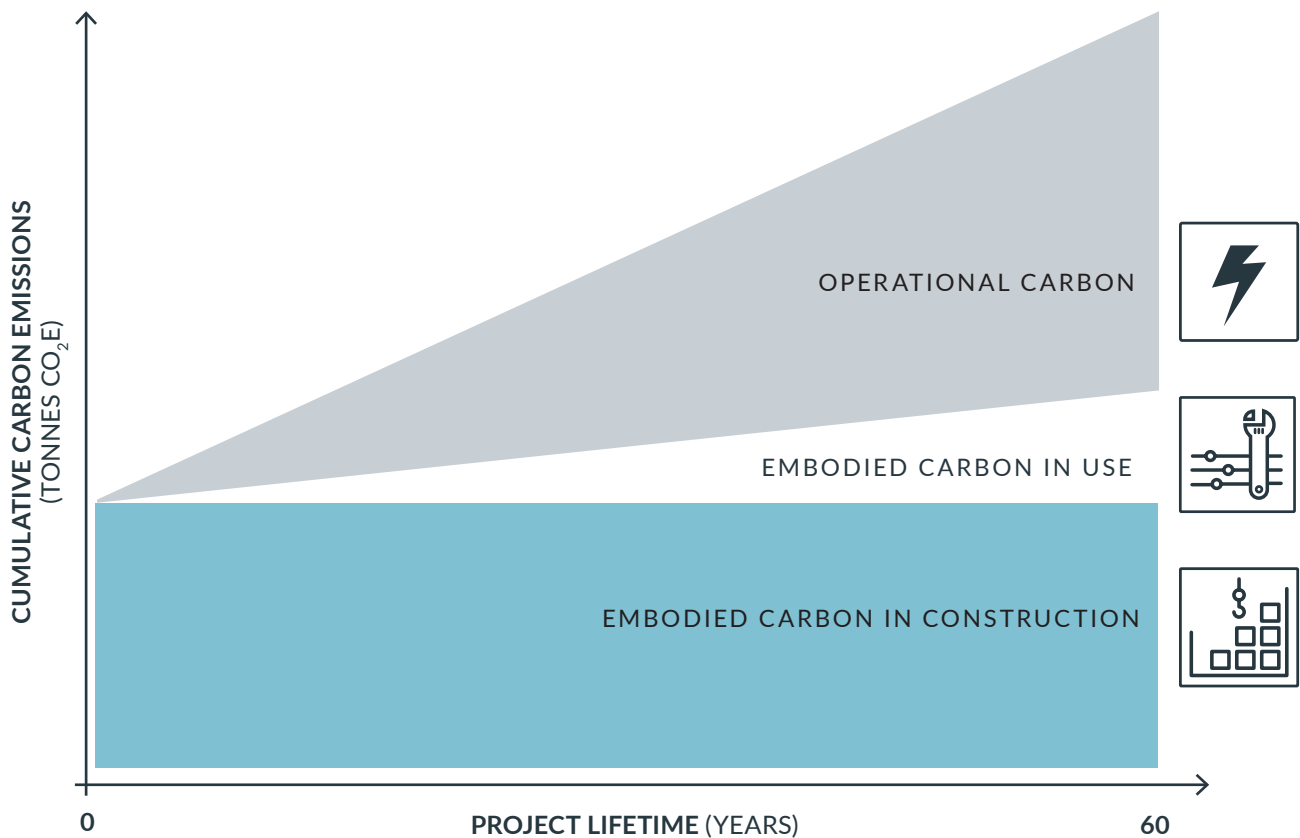 CUMULATIVE CARBON EMISSIONS
(TONNES CO₂E)
OPERATIONAL CARBON
EMBODIED CARBON IN USE
EMBODIED CARBON IN CONSTRUCTION
0
PROJECT LIFETIME (YEARS)
60